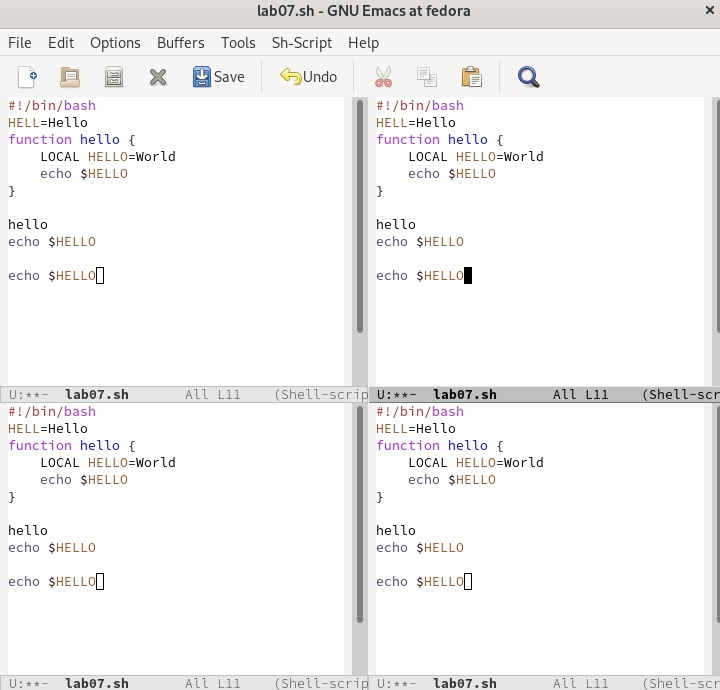 lab07.sh - GNU Emacs at fedora
File Edit Options Buffers Tools Sh-Script Help
Save Undo
#!/bin/bash
HELL=Hello
function hello {
    LOCAL HELLO=World
    echo $HELLO
}
hello
echo $HELLO
echo $HELLO
U:**- lab07.sh All L11 (Shell-scrip
#!/bin/bash
HELL=Hello
function hello {
    LOCAL HELLO=World
    echo $HELLO
}
hello
echo $HELLO
echo $HELLO
U:**- lab07.sh All L11 (Shell-sc
#!/bin/bash
HELL=Hello
function hello {
    LOCAL HELLO=World
    echo $HELLO
}
hello
echo $HELLO
echo $HELLO
U:**- lab07.sh All L11 (Shell-scrip
#!/bin/bash
HELL=Hello
function hello {
    LOCAL HELLO=World
    echo $HELLO
}
hello
echo $HELLO
echo $HELLO
U:**- lab07.sh All L11 (Shell-sc